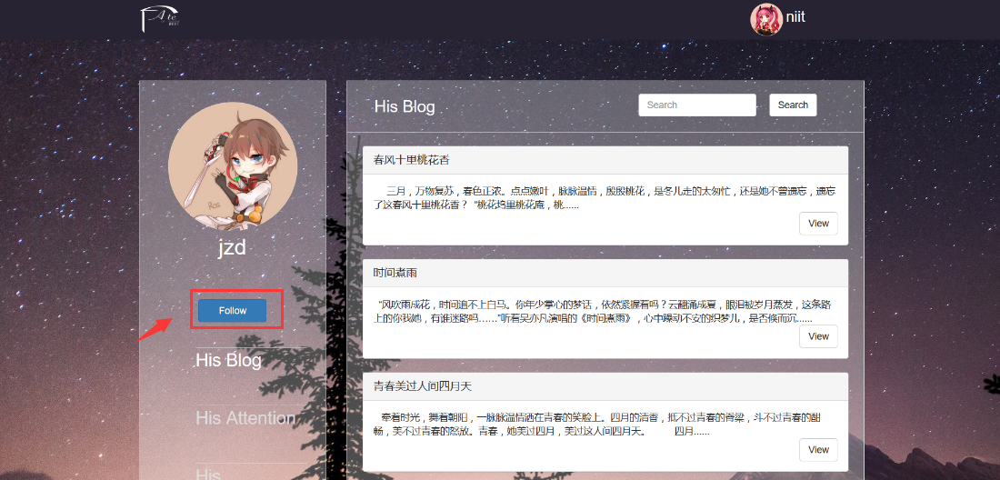 niit
jzd
Follow
His Blog
His Attention
His
His Blog
Search
Search
春风十里桃花香
三月，万物复苏，春色正浓。点点嫩叶，脉脉温情，殷殷桃花，是冬儿走的太匆忙，还是她不曾遗忘，遗忘
了这春风十里桃花香？“桃花坞里桃花庵，桃......
View
时间煮雨
“风吹雨成花，时间追不上白马。你年少掌心的梦话，依然紧握着吗？云翻涌成夏，眼泪被岁月蒸发，这条路
上的你我她，有谁迷路吗……”听着吴亦凡演唱的《时间煮雨》，心中躁动不安的织梦儿，是否倏而沉......
View
青春美过人间四月天
牵着时光，舞着朝阳，一脉脉温情洒在青春的笑脸上。四月的清香，抵不过青春的脊梁，斗不过青春的酣
畅，美不过青春的怒放。青春，她美过四月，美过这人间四月天。 四月......
View